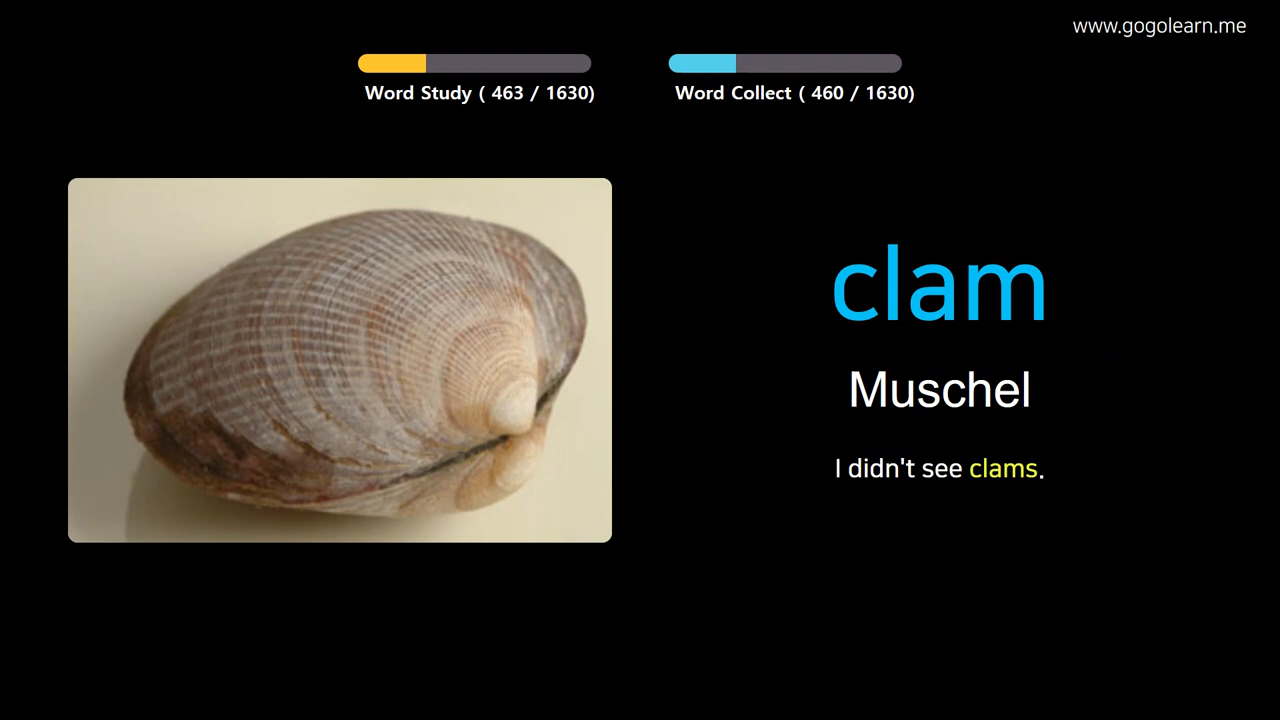 www.gogolearn.me
Word Study ( 463 / 1630)
Word Collect ( 460 / 1630)
clam
Muschel
I didn't see clams.